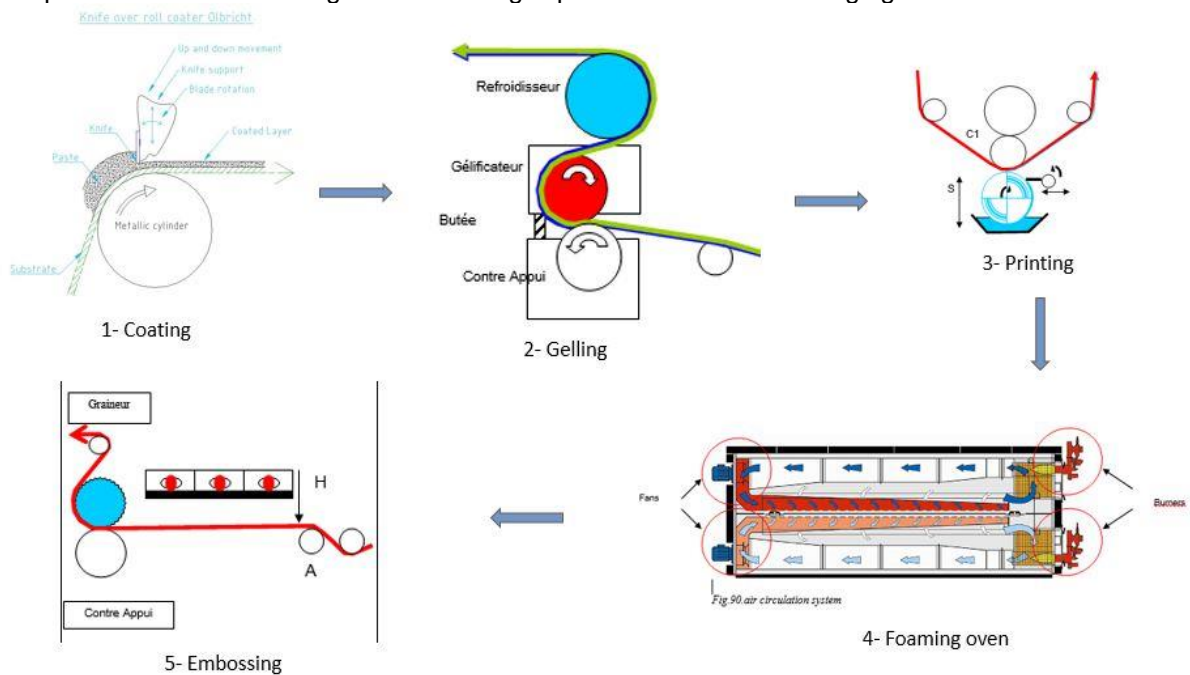 Knife over roll coater Olbricht
Up and down movement
Knife support
Blade rotation
Knife
Coated Layer
Paste
Metallic cylinder
Substrate
1- Coating
Refroidisseur
Gélificateur
Butée
Contre Appui
2- Gelling
C1
S
3- Printing
Graineur
H
A
Contre Appui
5- Embossing
Fans
Burners
Fig.90.air circulation system
4- Foaming oven